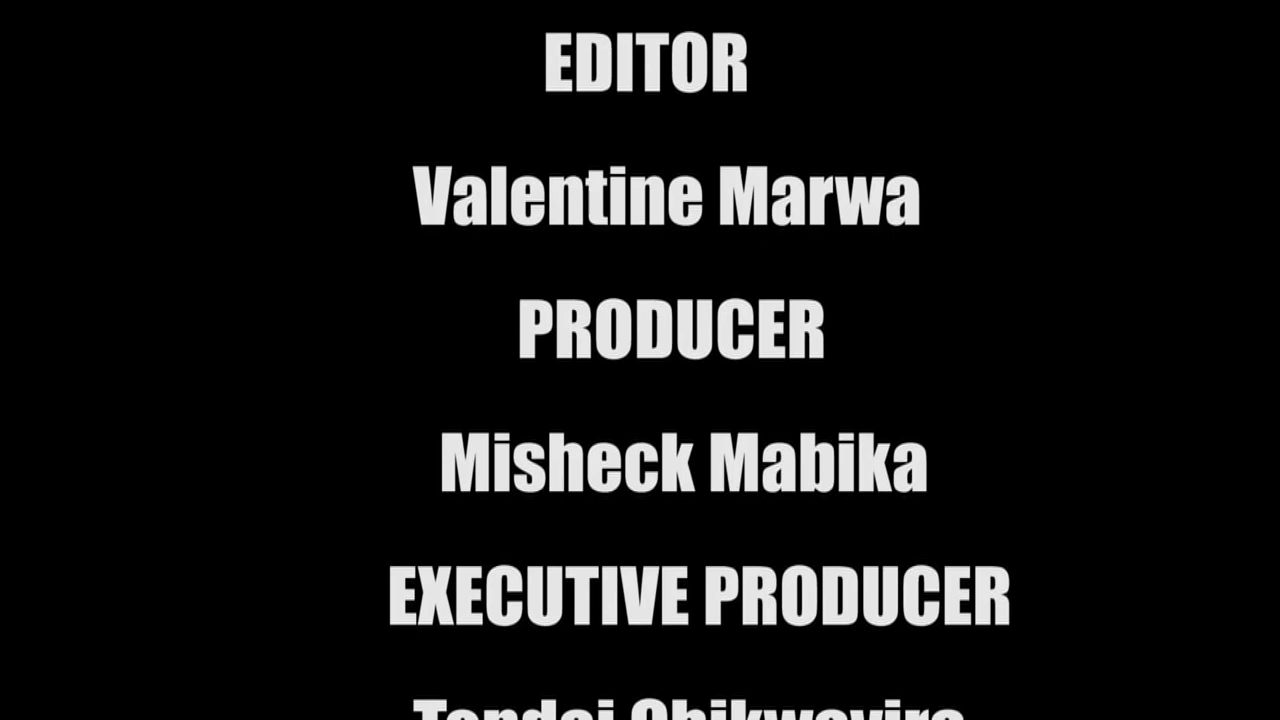 EDITOR
Valentine Marwa
PRODUCER
Misheck Mabika
EXECUTIVE PRODUCER